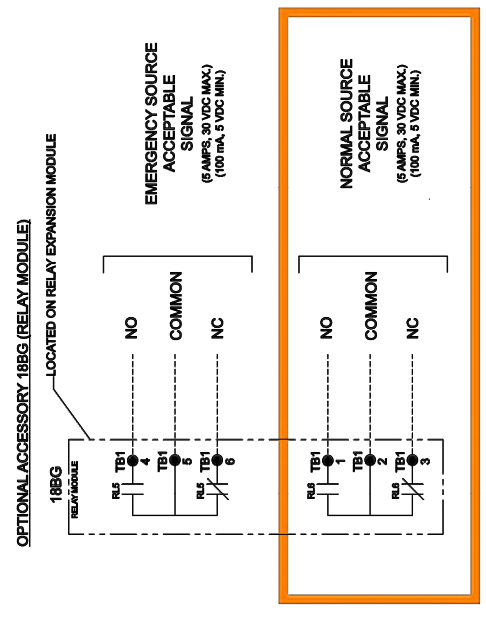 OPTIONAL ACCESSORY 18BG (RELAY MODULE)
LOCATED ON RELAY EXPANSION MODULE
18BG
RELAY MODULE
RL5
TB1
4
NO
TB1
5
COMMON
RL5
TB1
6
NC
EMERGENCY SOURCE
ACCEPTABLE
SIGNAL
(5 AMPS, 30 VDC MAX.)
(100 mA, 5 VDC MIN.)
RL6
TB1
1
NO
TB1
2
COMMON
RL6
TB1
3
NC
NORMAL SOURCE
ACCEPTABLE
SIGNAL
(5 AMPS, 30 VDC MAX.)
(100 mA, 5 VDC MIN.)